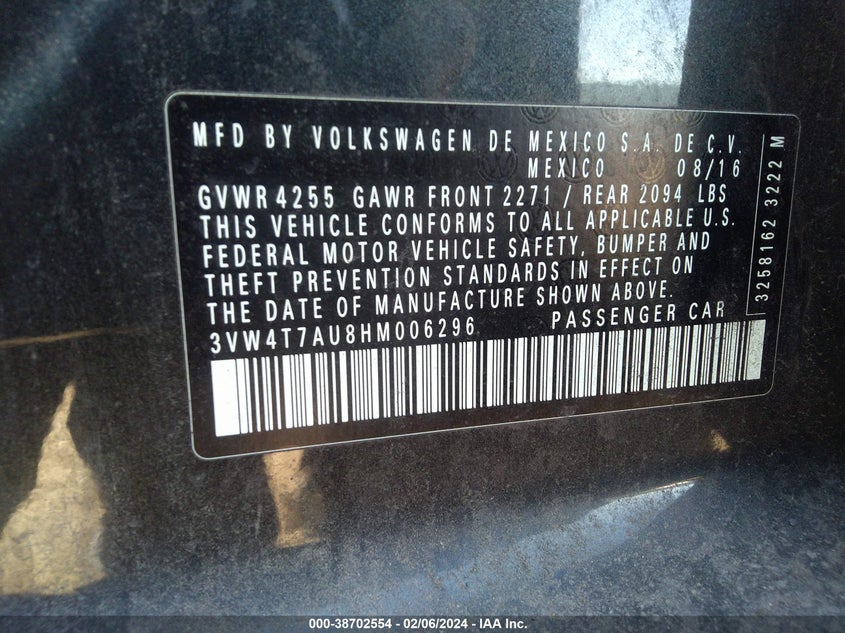 MFD BY VOLKSWAGEN DE MEXICO S.A. DE C.V.
MEXICO 08/16
GVWR 4255 GAWR FRONT 2271 / REAR 2094 LBS
THIS VEHICLE CONFORMS TO ALL APPLICABLE U.S.
FEDERAL MOTOR VEHICLE SAFETY, BUMPER AND
THEFT PREVENTION STANDARDS IN EFFECT ON
THE DATE OF MANUFACTURE SHOWN ABOVE.
3VW4T7AU8HM006296 PASSENGER CAR
3258162 3222 M
000-38702554 - 02/06/2024 - IAA Inc.